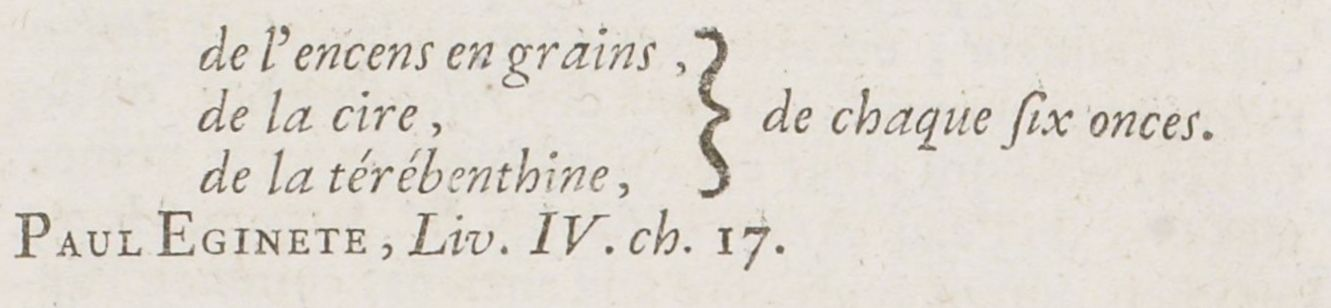 de l'encens en grains,
de la cire,
de la térébenthine,
} de chaque ſix onces.
PAUL EGINETE, Liv. IV. ch. 17.